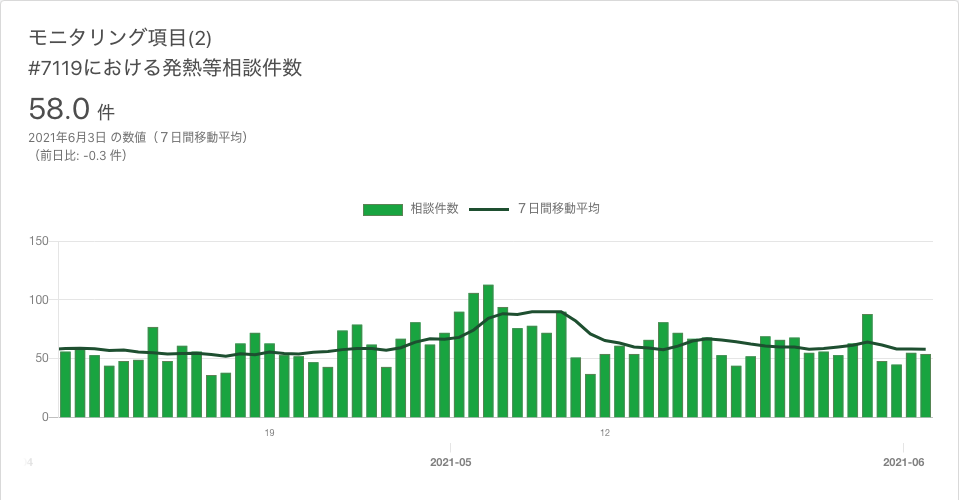 モニタリング項目(2)
#7119における発熱等相談件数
58.0 件
2021年6月3日 の数値（７日間移動平均）
（前日比: -0.3 件）
相談件数 ７日間移動平均
150
100
50
0
19 12
2021-05 2021-06